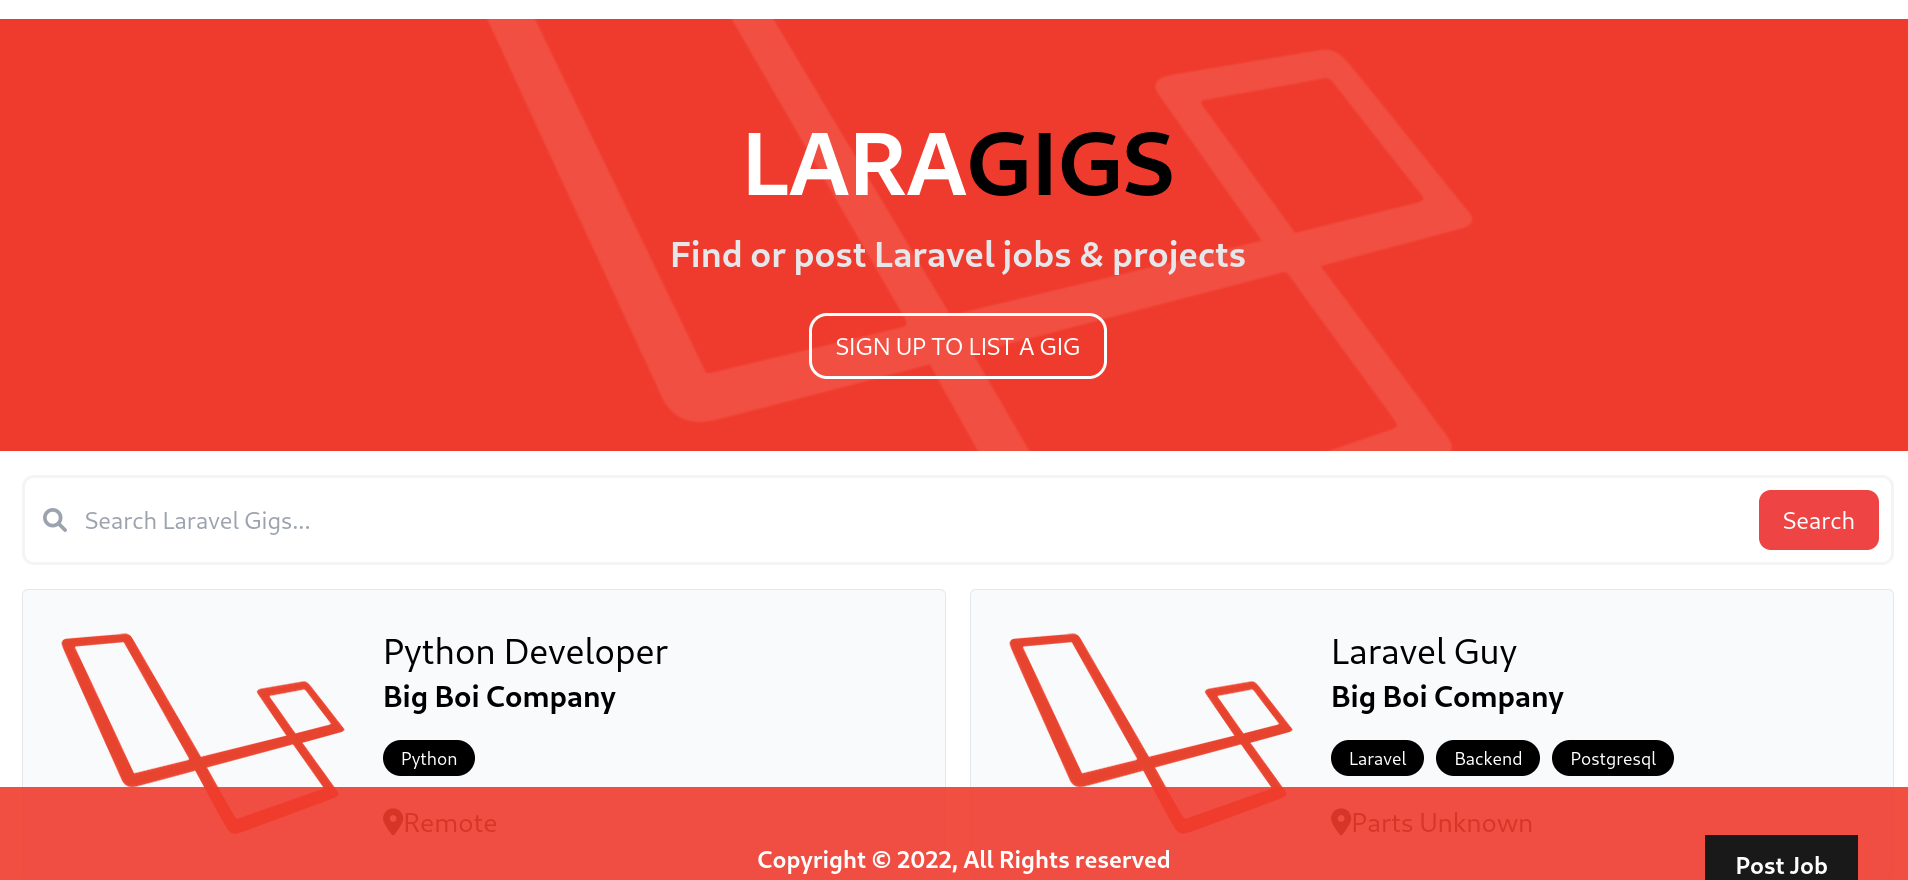 LARAGIGS
Find or post Laravel jobs & projects
SIGN UP TO LIST A GIG
Search Laravel Gigs...
Search
Python Developer
Big Boi Company
Python
Remote
Laravel Guy
Big Boi Company
Laravel Backend Postgresql
Parts Unknown
Copyright © 2022, All Rights reserved
Post Job